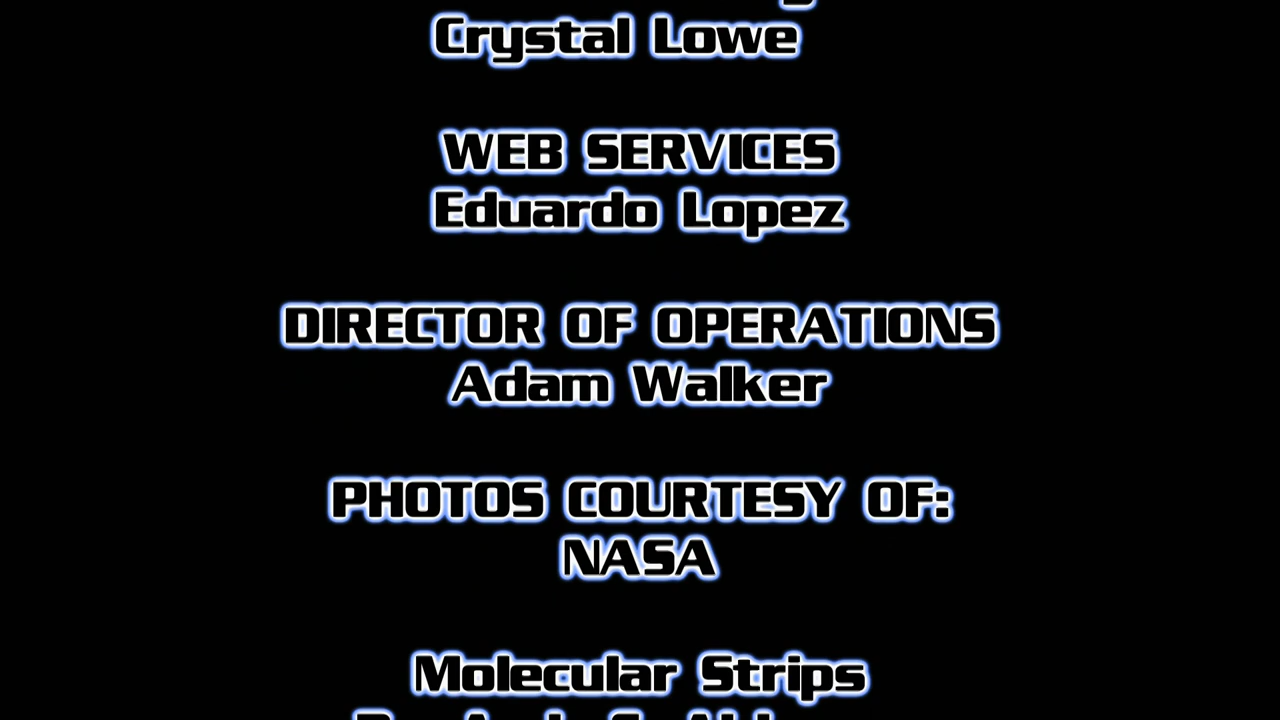 Crystal Lowe
WEB SERVICES
Eduardo Lopez
DIRECTOR OF OPERATIONS
Adam Walker
PHOTOS COURTESY OF:
NASA
Molecular Strips